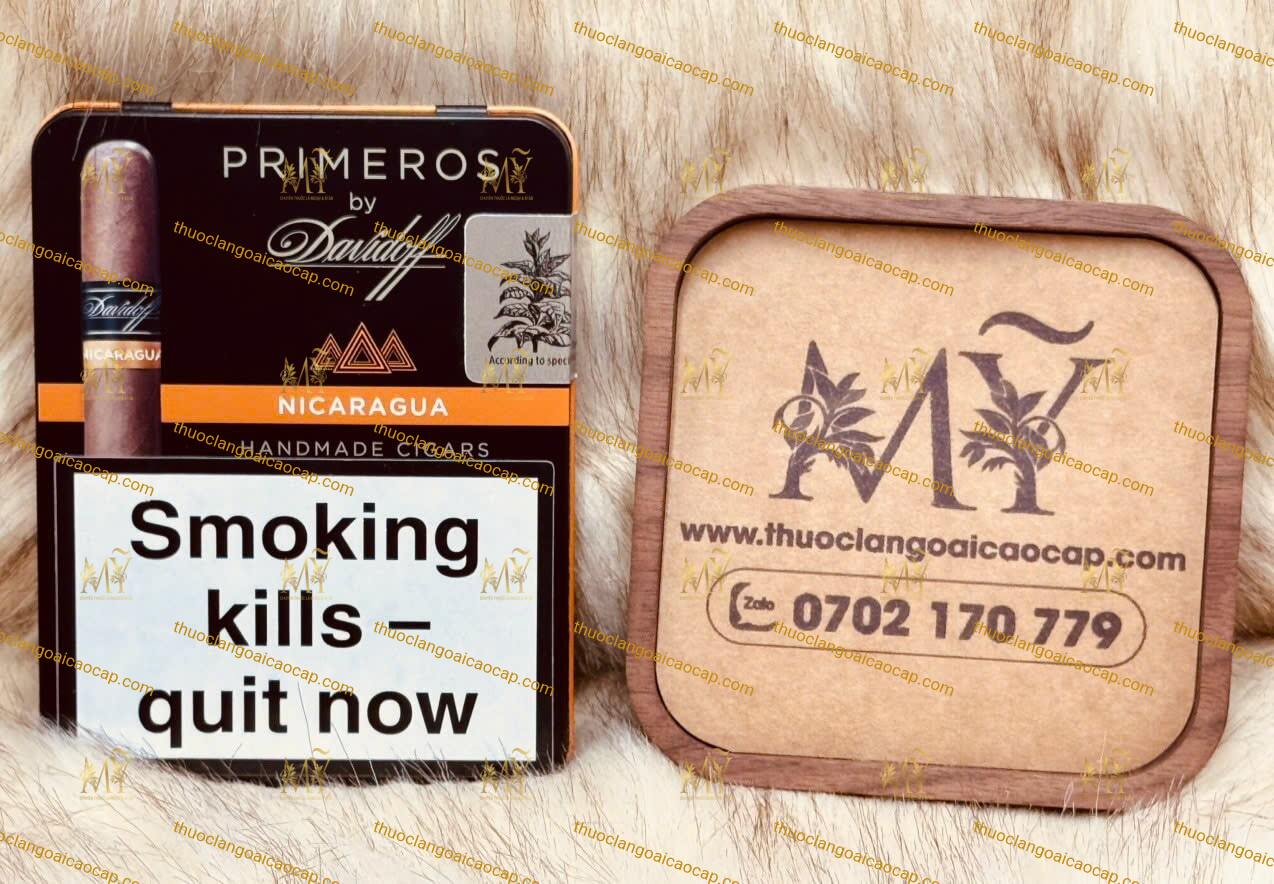 PRIMEROS
by
Davidoff
Davidoff
NICARAGUA
According to speci
NICARAGUA
HANDMADE CIGARS
Smoking
kills –
quit now
MỸ
www.thuoclangoaicaocap.com
Zalo 0702 170 779
thuoclangoaicaocap.com